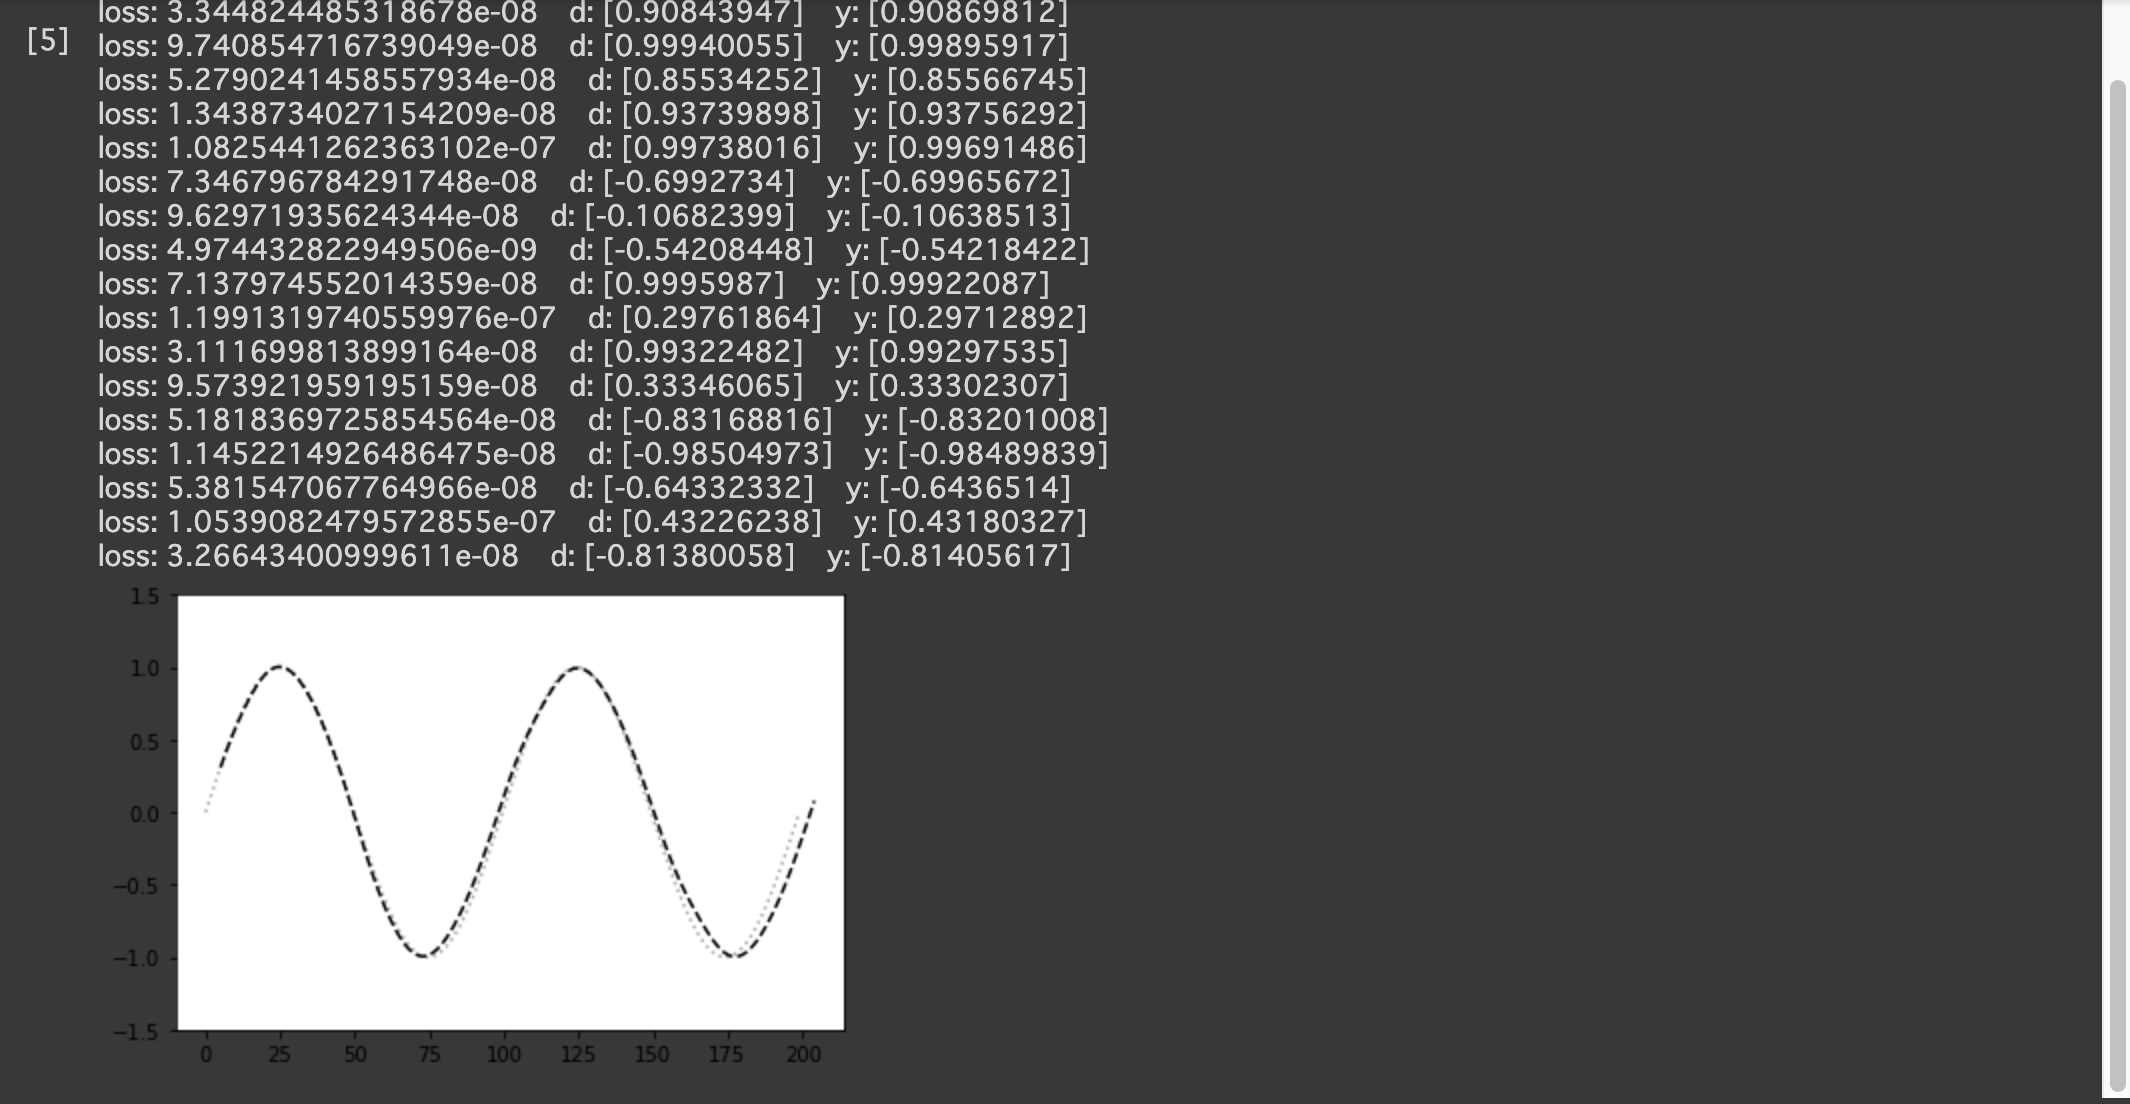 loss: 3.344824485318678e-08 d: [0.90843947] y: [0.90869812]
[5] loss: 9.740854716739049e-08 d: [0.99940055] y: [0.99895917]
loss: 5.2790241458557934e-08 d: [0.85534252] y: [0.85566745]
loss: 1.3438734027154209e-08 d: [0.93739898] y: [0.93756292]
loss: 1.0825441262363102e-07 d: [0.99738016] y: [0.99691486]
loss: 7.346796784291748e-08 d: [-0.6992734] y: [-0.69965672]
loss: 9.62971935624344e-08 d: [-0.10682399] y: [-0.10638513]
loss: 4.974432822949506e-09 d: [-0.54208448] y: [-0.54218422]
loss: 7.137974552014359e-08 d: [0.9995987] y: [0.99922087]
loss: 1.1991319740559976e-07 d: [0.29761864] y: [0.29712892]
loss: 3.111699813899164e-08 d: [0.99322482] y: [0.99297535]
loss: 9.573921959195159e-08 d: [0.33346065] y: [0.33302307]
loss: 5.1818369725854564e-08 d: [-0.83168816] y: [-0.83201008]
loss: 1.1452214926486475e-08 d: [-0.98504973] y: [-0.98489839]
loss: 5.381547067764966e-08 d: [-0.64332332] y: [-0.6436514]
loss: 1.0539082479572855e-07 d: [0.43226238] y: [0.43180327]
loss: 3.26643400999611e-08 d: [-0.81380058] y: [-0.81405617]
1.5
1.0
0.5
0.0
−0.5
−1.0
−1.5
0 25 50 75 100 125 150 175 200